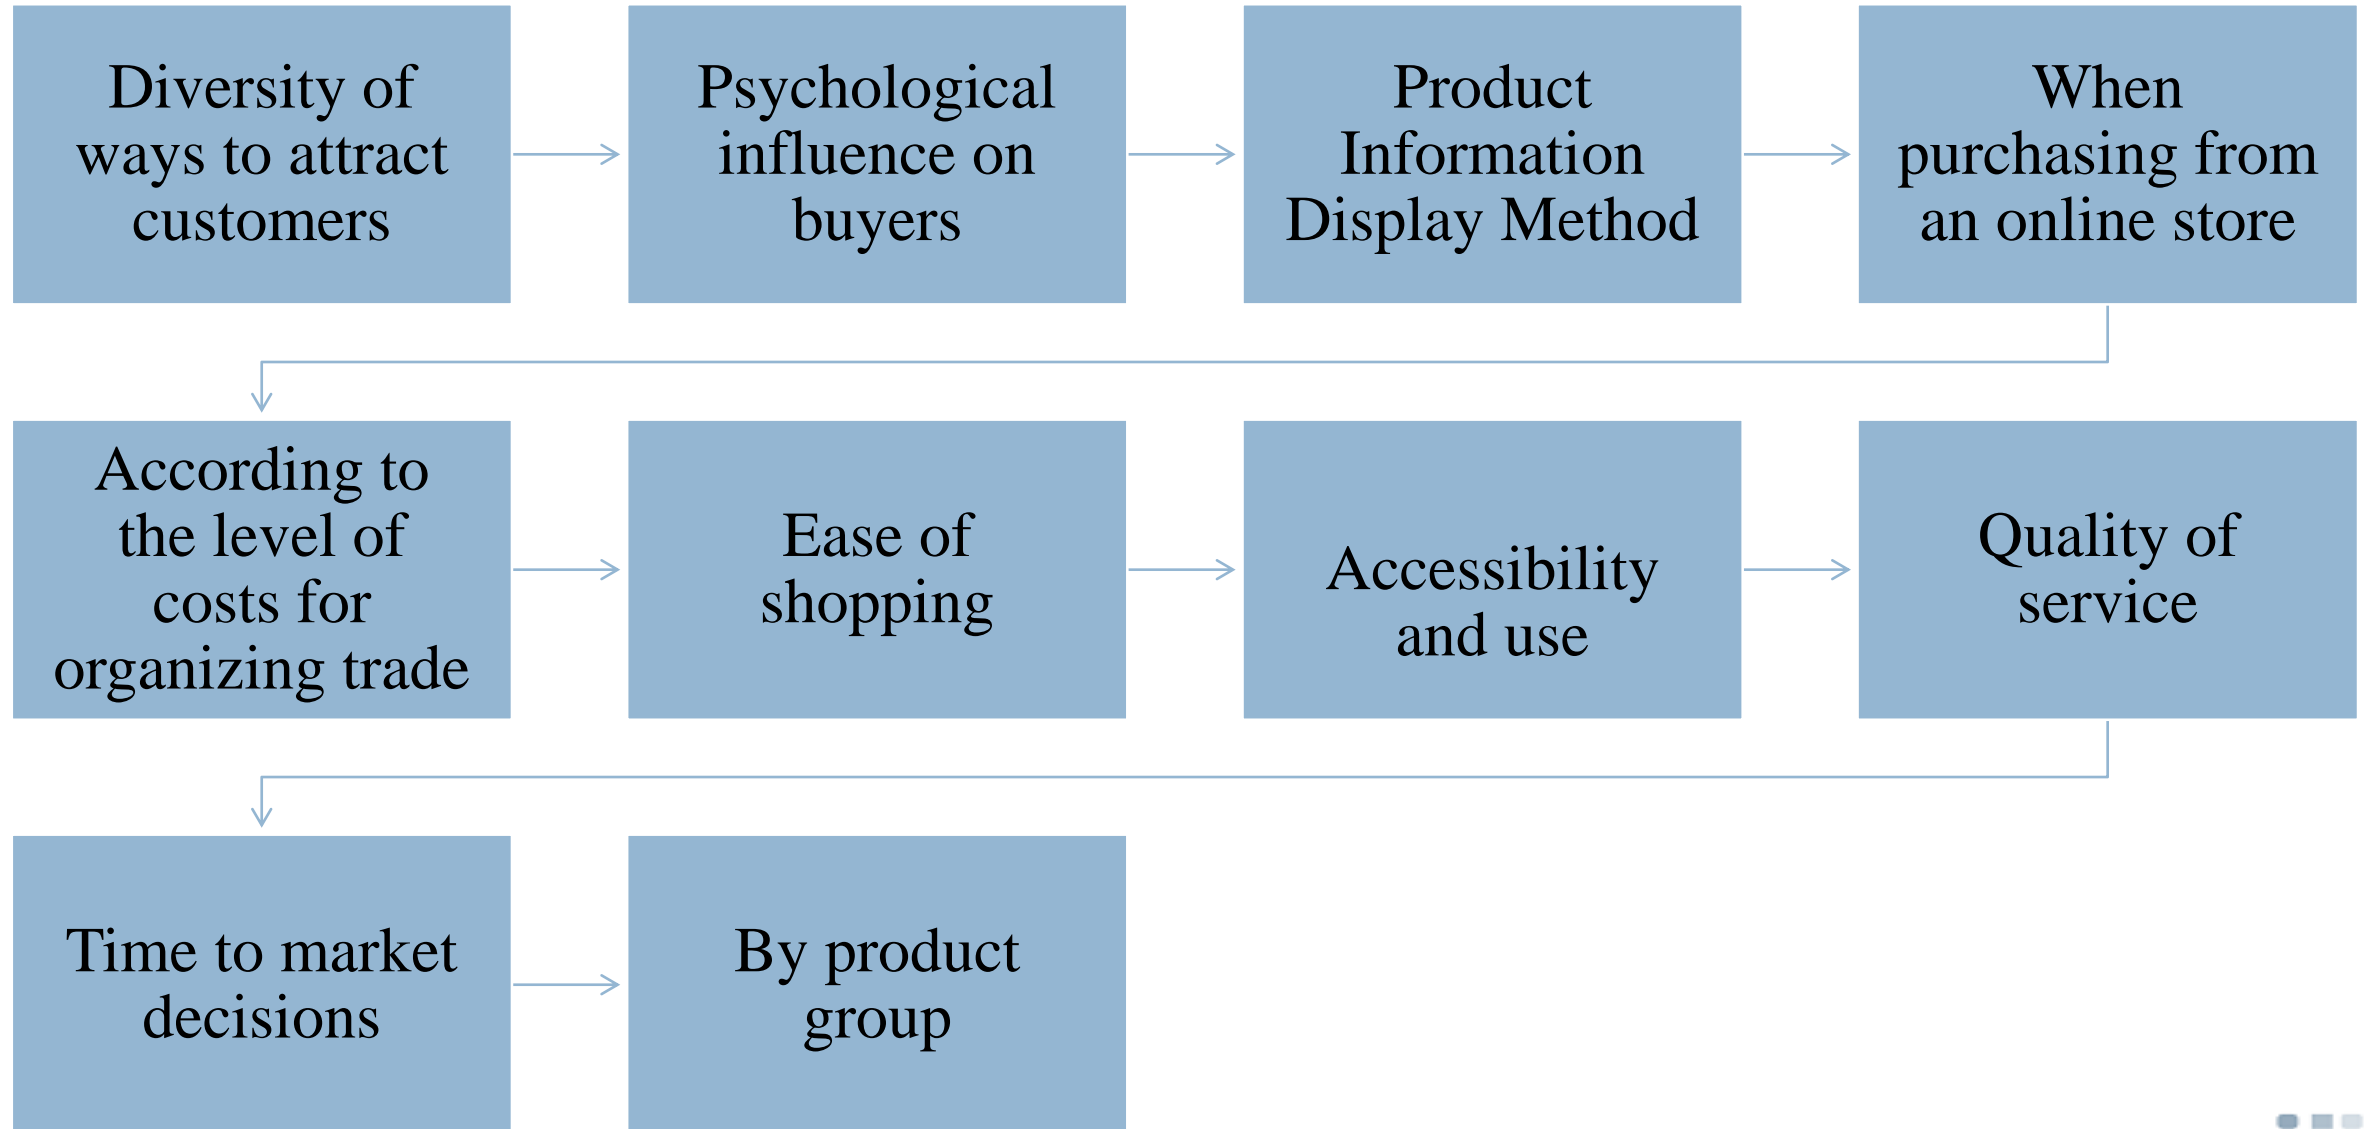 Diversity of
ways to attract
customers
Psychological
influence on
buyers
Product
Information
Display Method
When
purchasing from
an online store
According to
the level of
costs for
organizing trade
Ease of
shopping
Accessibility
and use
Quality of
service
Time to market
decisions
By product
group